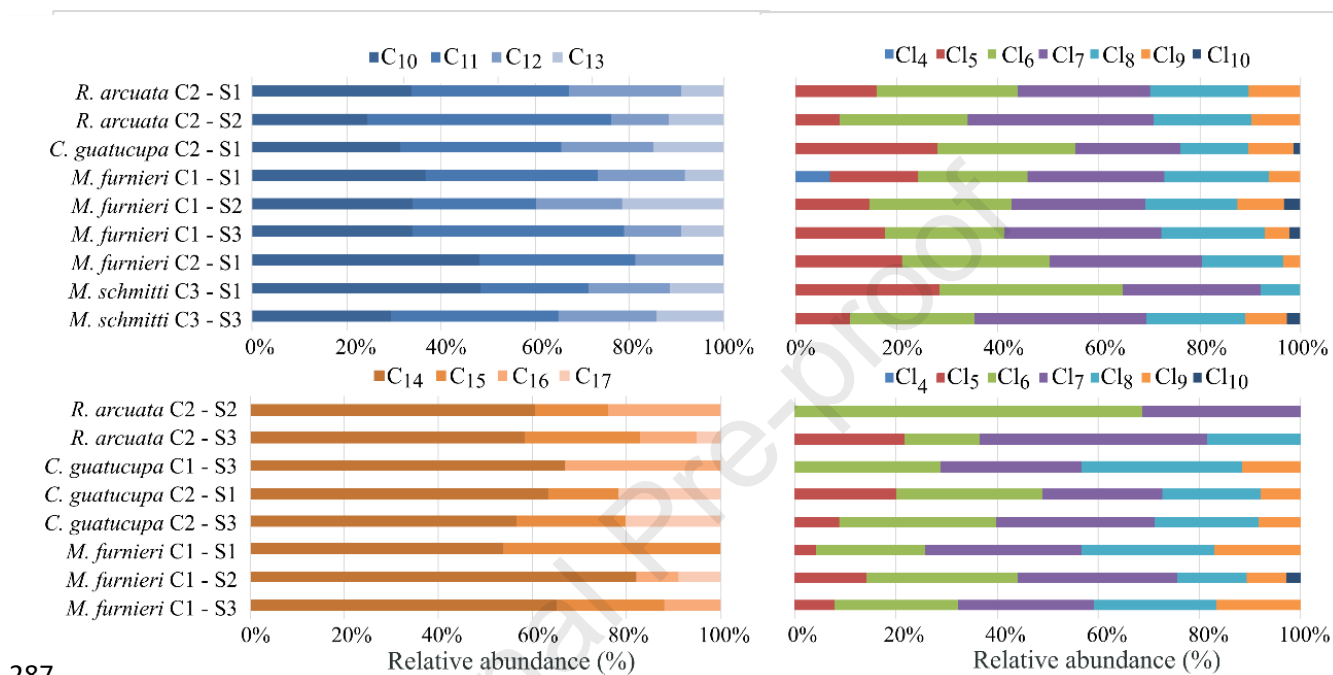 C10 C11 C12 C13
Cl4 Cl5 Cl6 Cl7 Cl8 Cl9 Cl10
R. arcuata C2 - S1
R. arcuata C2 - S2
C. guatucupa C2 - S1
M. furnieri C1 - S1
M. furnieri C1 - S2
M. furnieri C1 - S3
M. furnieri C2 - S1
M. schmitti C3 - S1
M. schmitti C3 - S3
0% 20% 40% 60% 80% 100%
0% 20% 40% 60% 80% 100%
C14 C15 C16 C17
Cl4 Cl5 Cl6 Cl7 Cl8 Cl9 Cl10
R. arcuata C2 - S2
R. arcuata C2 - S3
C. guatucupa C1 - S3
C. guatucupa C2 - S1
C. guatucupa C2 - S3
M. furnieri C1 - S1
M. furnieri C1 - S2
M. furnieri C1 - S3
0% 20% 40% 60% 80% 100%
0% 20% 40% 60% 80% 100%
Relative abundance (%)
Relative abundance (%)
287
nal Pre-proof